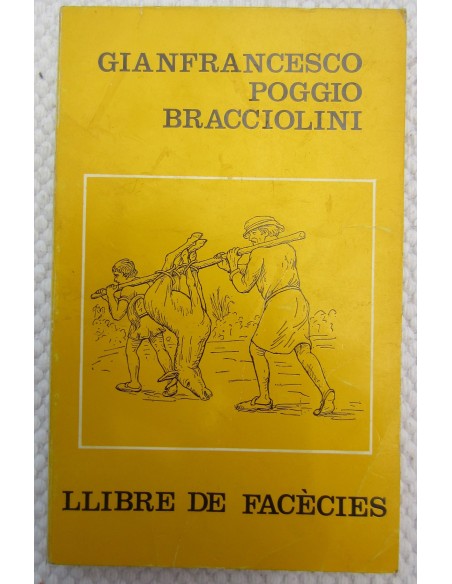 GIANFRANCESCO
POGGIO
BRACCIOLINI
LLIBRE DE FACÈCIES